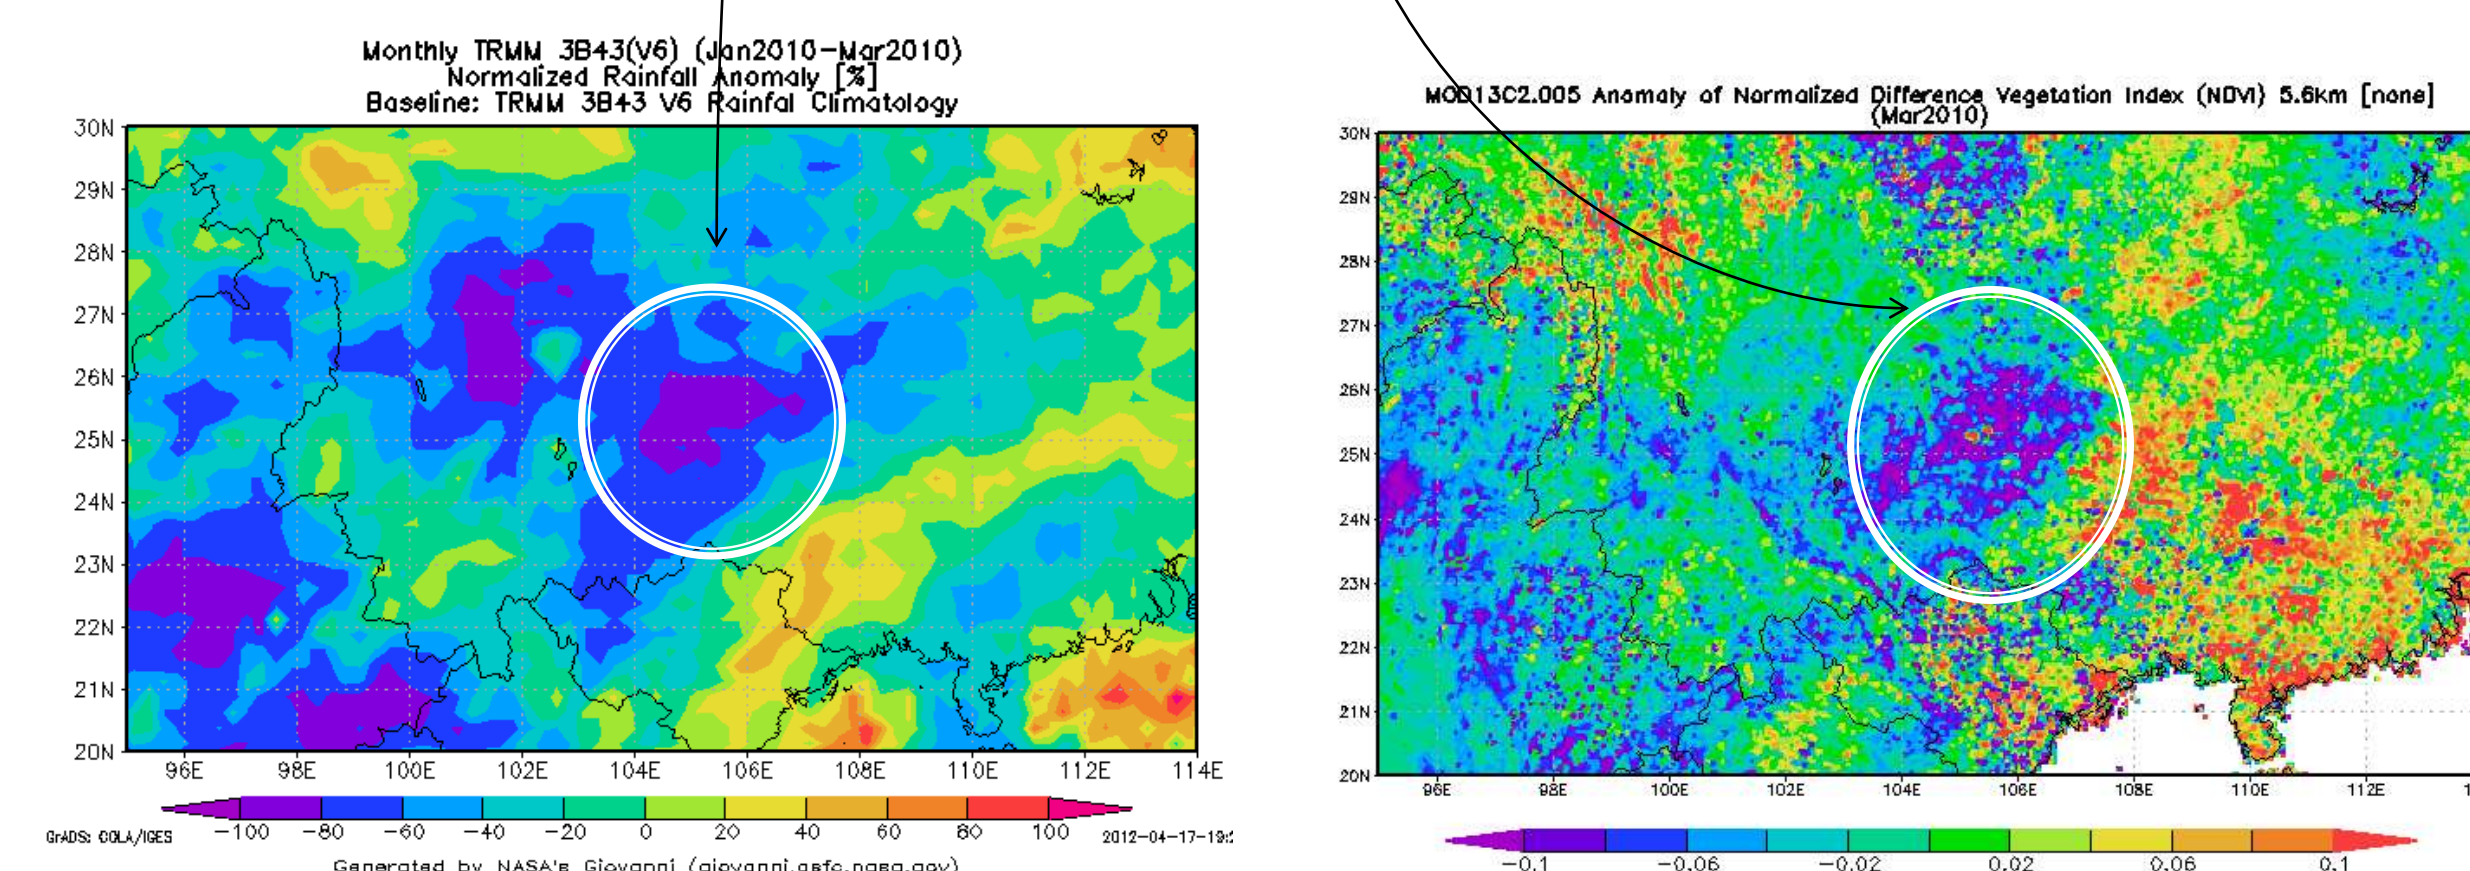 Monthly TRMM 3B43(V6) (Jan2010-Mar2010)
Normalized Rainfall Anomaly [%]
Baseline: TRMM 3B43 V6 Rainfal Climatology
30N
29N
28N
27N
26N
25N
24N
23N
22N
21N
20N
96E 98E 100E 102E 104E 106E 108E 110E 112E 114E
-100 -80 -60 -40 -20 0 20 40 60 80 100
GrADS: COLA/IGES
2012-04-17-19:
Generated by NASA's Giovanni (giovanni.gsfc.nasa.gov)
MOD13C2.005 Anomaly of Normalized Difference Vegetation Index (NDVI) 5.6km [none]
(Mar2010)
30N
29N
28N
27N
26N
25N
24N
23N
22N
21N
20N
96E 98E 100E 102E 104E 106E 108E 110E 112E 1
-0.1 -0.06 -0.02 0.02 0.06 0.1